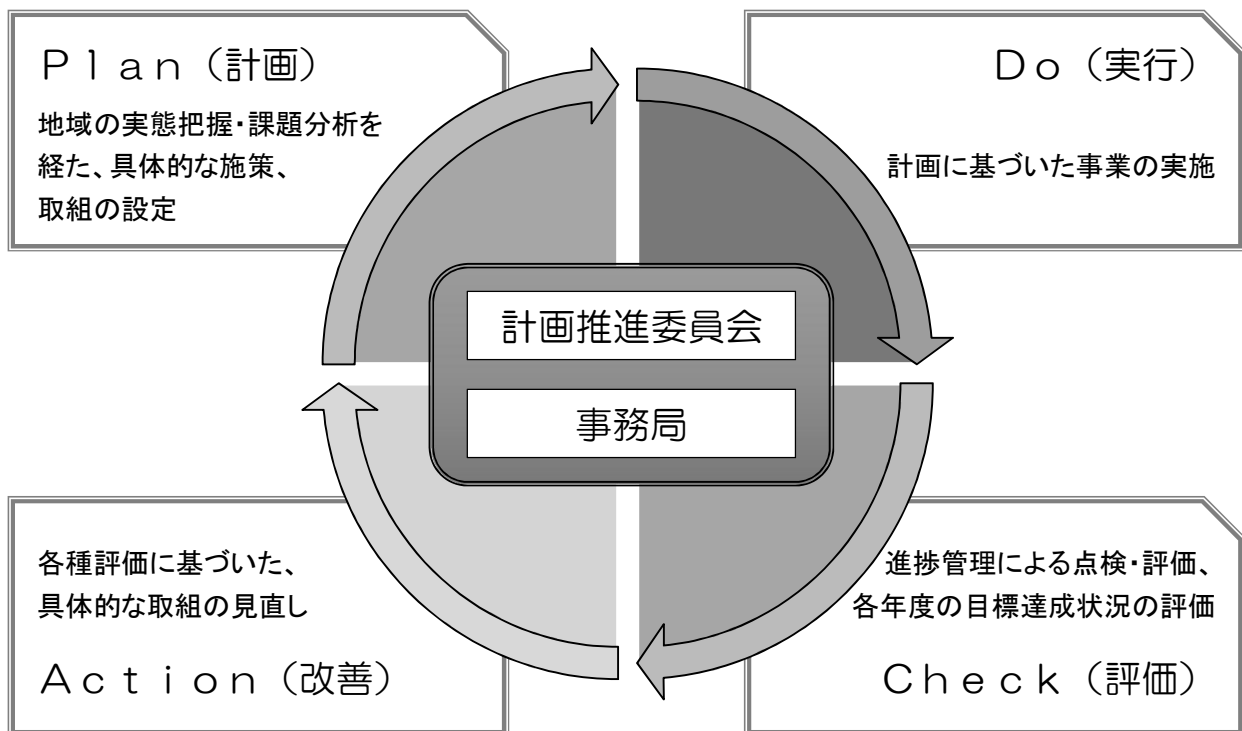 Ｐｌａｎ（計画）
地域の実態把握・課題分析を
経た、具体的な施策、
取組の設定
Ｄｏ（実行）
計画に基づいた事業の実施
計画推進委員会
事務局
各種評価に基づいた、
具体的な取組の見直し
Ａｃｔｉｏｎ（改善）
進捗管理による点検・評価、
各年度の目標達成状況の評価
Ｃｈｅｃｋ（評価）